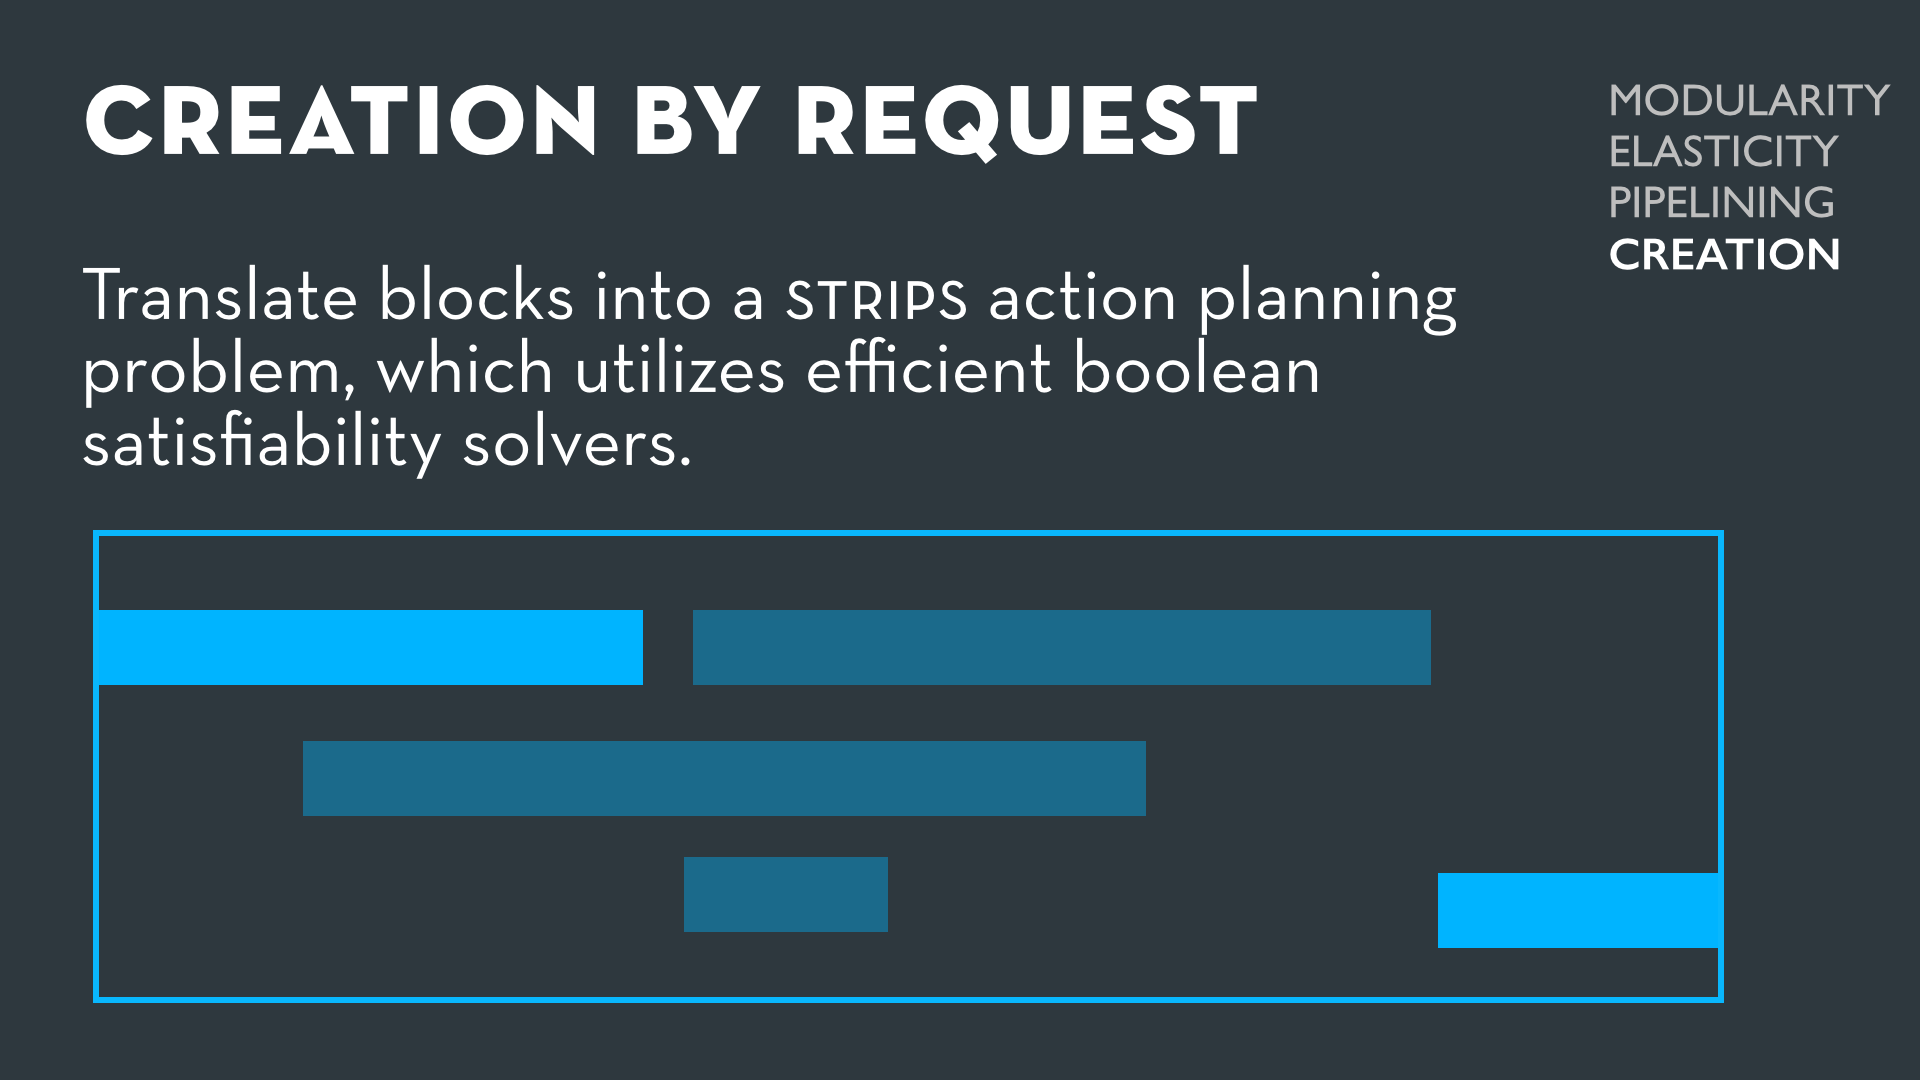 CREATION BY REQUEST
MODULARITY
ELASTICITY
PIPELINING
CREATION
Translate blocks into a STRIPS action planning
problem, which utilizes efficient boolean
satisfiability solvers.